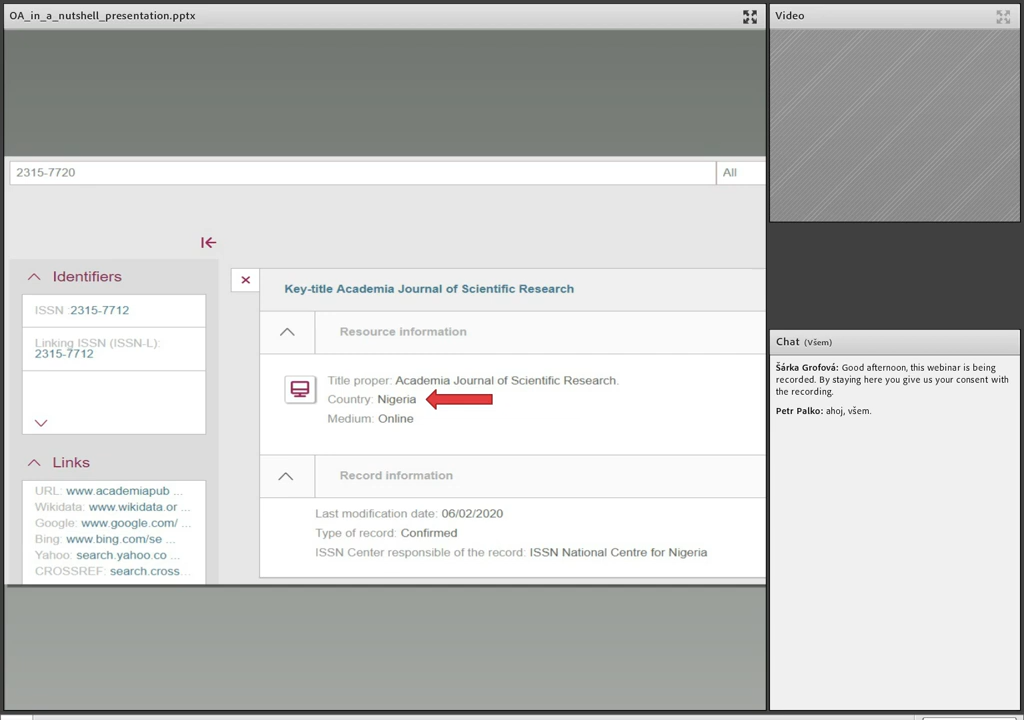 OA_in_a_nutshell_presentation.pptx
Video
2315-7720
All
Identifiers
ISSN :2315-7712
Linking ISSN (ISSN-L):
2315-7712
Links
URL: www.academiapub ...
Wikidata: www.wikidata.or ...
Google: www.google.com/ ...
Bing: www.bing.com/se ...
Yahoo: search.yahoo.co ...
CROSSREF: search.cross...
Key-title Academia Journal of Scientific Research
Resource information
Title proper: Academia Journal of Scientific Research.
Country: Nigeria
Medium: Online
Record information
Last modification date: 06/02/2020
Type of record: Confirmed
ISSN Center responsible of the record: ISSN National Centre for Nigeria
Chat (Všem)
Šárka Grofová: Good afternoon, this webinar is being
recorded. By staying here you give us your consent with
the recording.
Petr Palko: ahoj, všem.